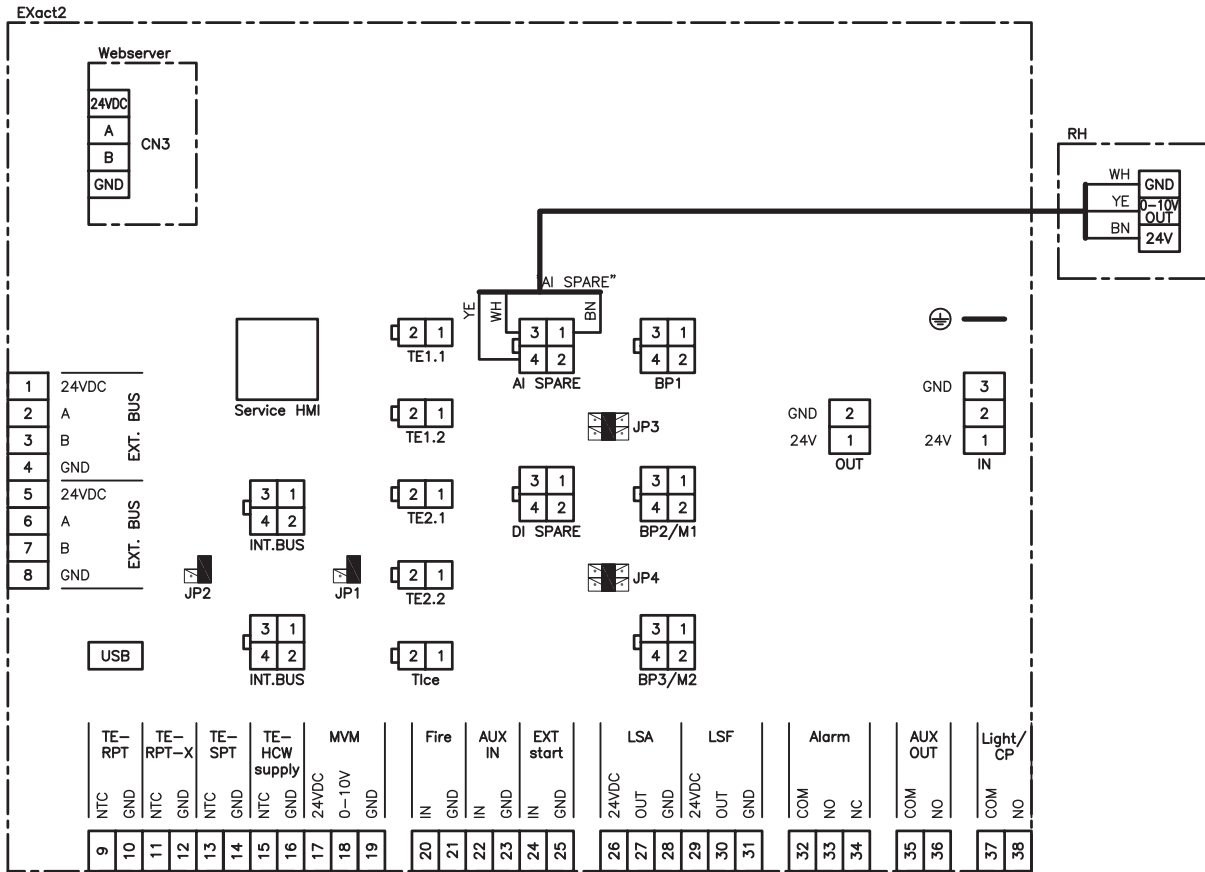 EXact2
Webserver
24VDC
A
B
GND
CN3
RH
WH GND
YE 0-10V OUT
BN 24V
"AI SPARE"
YE
WH
BN
3 1
4 2
AI SPARE
3 1
4 2
BP1
Service HMI
2 1
TE1.1
2 1
TE1.2
2 1
TE2.1
2 1
TE2.2
2 1
TIce
JP3
3 1
4 2
DI SPARE
3 1
4 2
BP2/M1
JP4
3 1
4 2
BP3/M2
GND 2
24V 1
OUT
GND 3
2
24V 1
IN
1 24VDC
2 A
3 B
4 GND
EXT. BUS
5 24VDC
6 A
7 B
8 GND
EXT. BUS
3 1
4 2
INT.BUS
JP2
JP1
3 1
4 2
INT.BUS
USB
TE-RPT
NTC GND
9 10
TE-RPT-X
NTC GND
11 12
TE-SPT
NTC GND
13 14
TE-HCW supply
NTC GND
15 16
MVM
24VDC 0-10V GND
17 18 19
Fire
IN GND
20 21
AUX IN
IN GND
22 23
EXT start
IN GND
24 25
LSA
24VDC OUT GND
26 27 28
LSF
24VDC OUT GND
29 30 31
Alarm
COM NO NC
32 33 34
AUX OUT
COM NO
35 36
Light/CP
COM NO
37 38